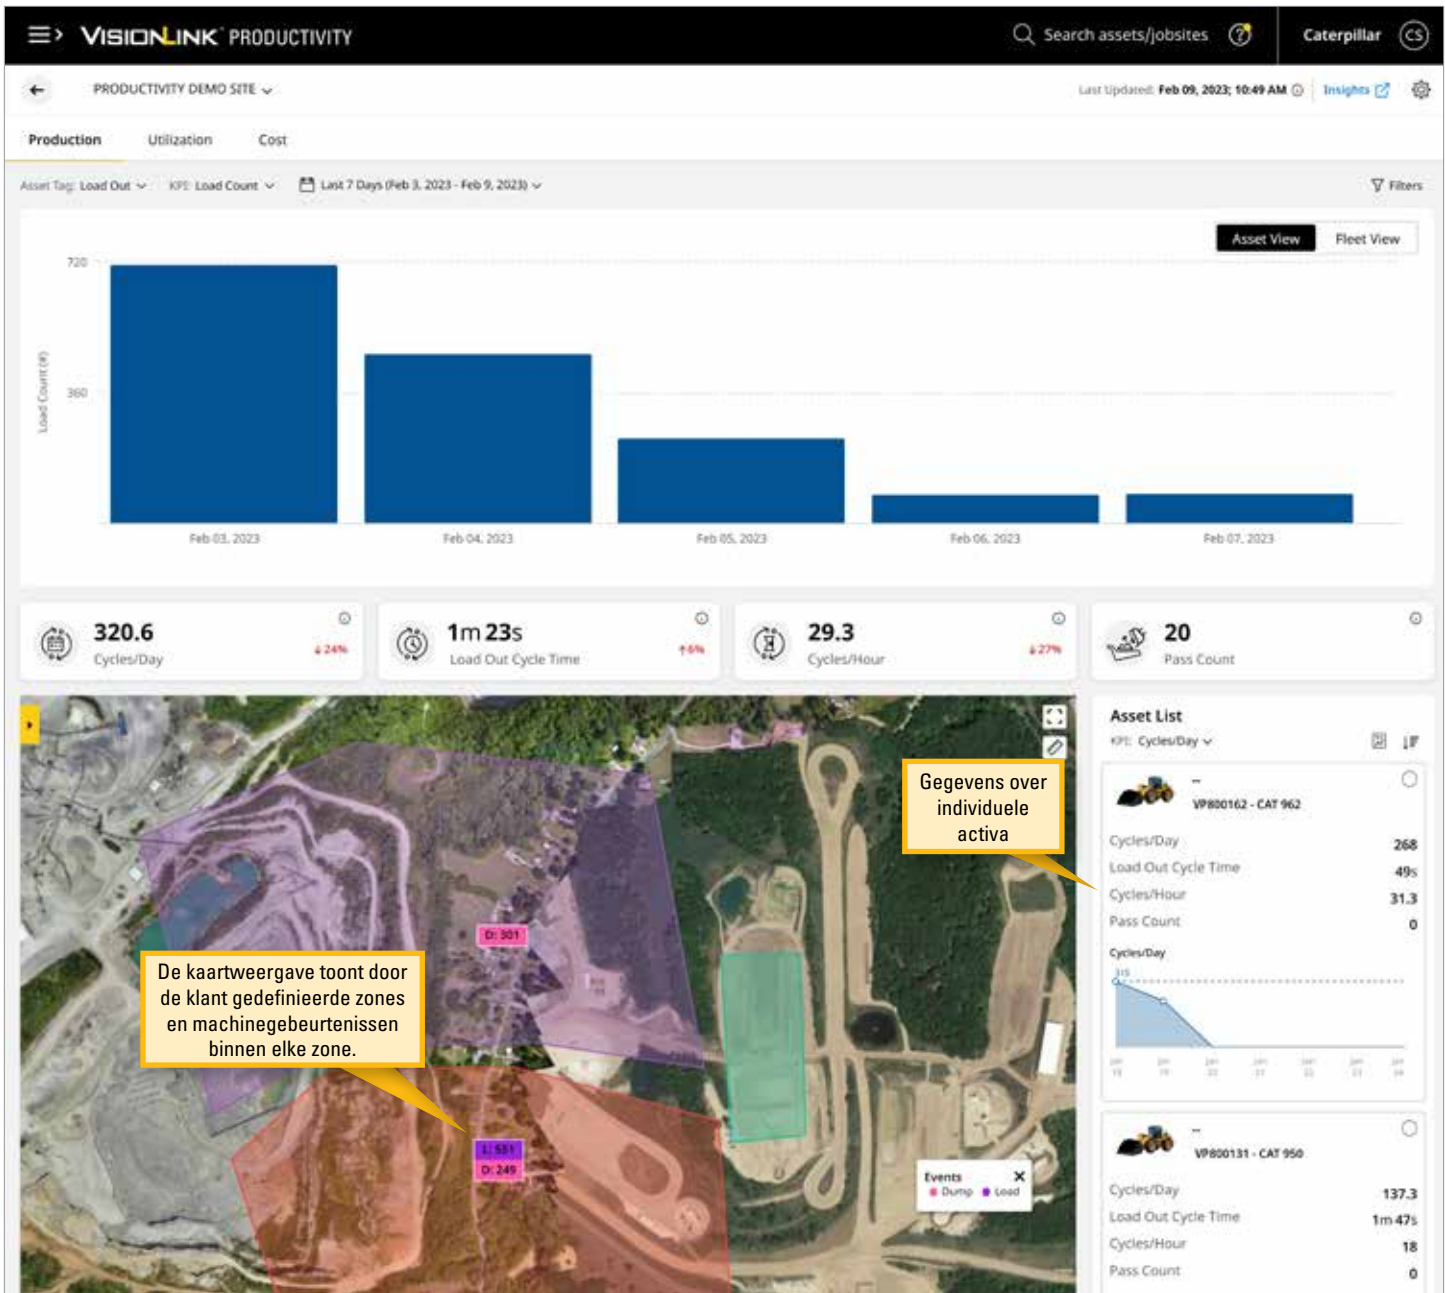 VISIONLINK PRODUCTIVITY
Search assets/jobsites
Caterpillar
CS
PRODUCTIVITY DEMO SITE
Last Updated: Feb 09, 2023; 10:49 AM
Insights
Production Utilization Cost
Asset Tag: Load Out KPI: Load Count Last 7 Days (Feb 3, 2023 - Feb 9, 2023)
Filters
Asset View Fleet View
720
360
Load Count (#)
Feb 03, 2023 Feb 04, 2023 Feb 05, 2023 Feb 06, 2023 Feb 07, 2023
320.6
Cycles/Day
24%
1m 23s
Load Out Cycle Time
6%
29.3
Cycles/Hour
27%
20
Pass Count
D: 301
De kaartweergave toont door
de klant gedefinieerde zones
en machinegebeurtenissen
binnen elke zone.
L: 551
D: 249
Gegevens over
individuele
activa
Events X
Dump Load
Asset List
KPI: Cycles/Day
--
VP800162 - CAT 962
Cycles/Day 268
Load Out Cycle Time 49s
Cycles/Hour 31.3
Pass Count 0
Cycles/Day
315
--
VP800131 - CAT 950
Cycles/Day 137.3
Load Out Cycle Time 1m 47s
Cycles/Hour 18
Pass Count 0